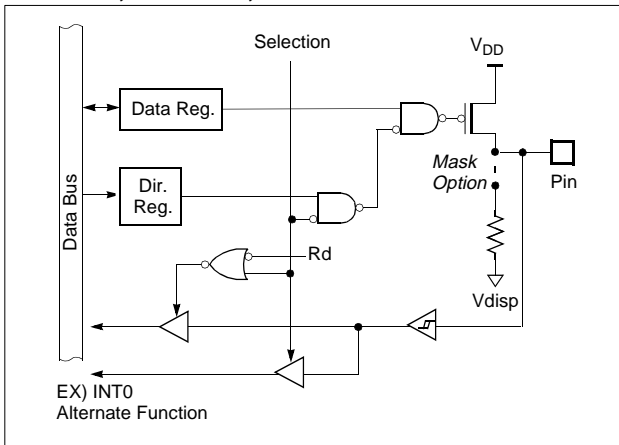 Selection
VDD
Data Reg.
Mask
Option
Pin
Dir.
Reg.
Data Bus
Rd
Vdisp
EX) INT0
Alternate Function